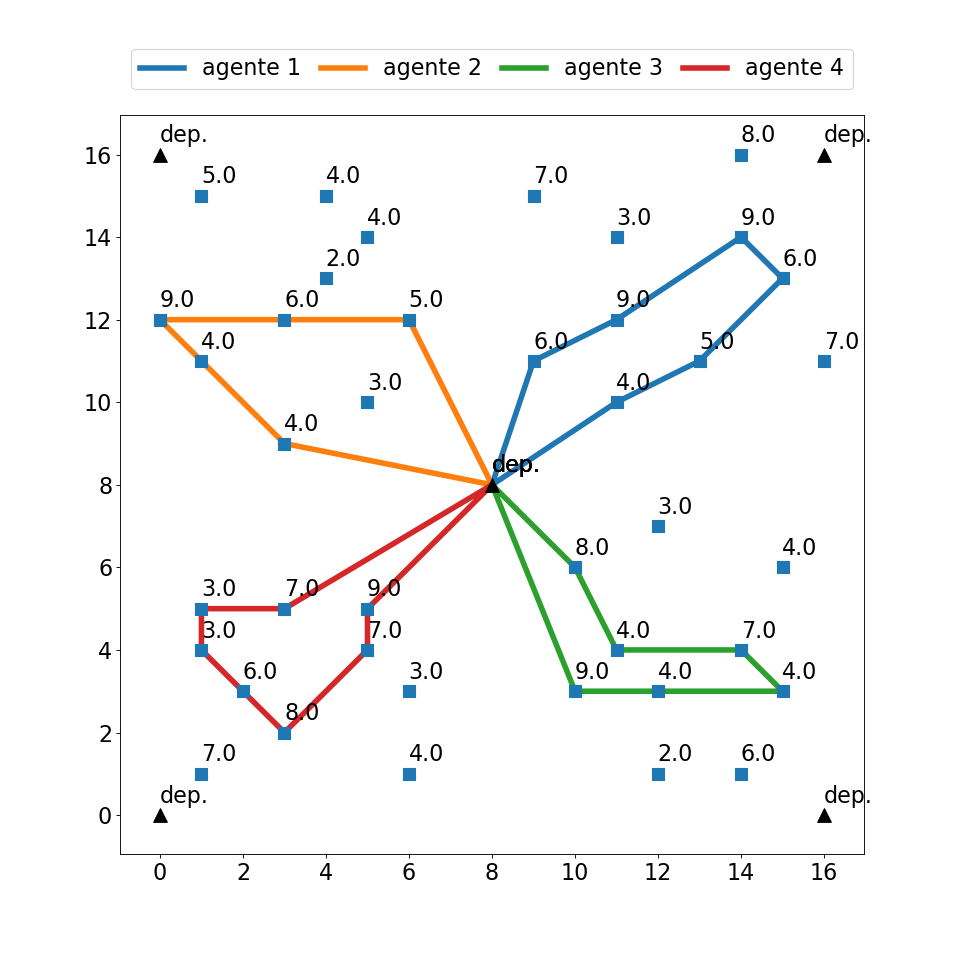 agente 1 agente 2 agente 3 agente 4
dep. 8.0 dep.
16
5.0 4.0 7.0
4.0 3.0 9.0
14
2.0 6.0
9.0 6.0 5.0 9.0
12
4.0 6.0 5.0 7.0
3.0 4.0
10
4.0
dep.
8
3.0
8.0 4.0
6
3.0 7.0 9.0
3.0 7.0 4.0 7.0
4
6.0 3.0 9.0 4.0 4.0
8.0
2
7.0 4.0 2.0 6.0
dep. dep.
0
0 2 4 6 8 10 12 14 16